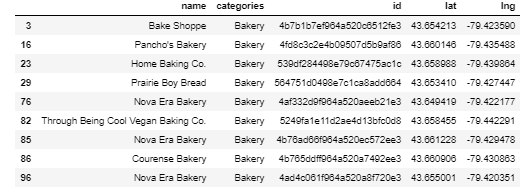 name categories id lat lng
3 Bake Shoppe Bakery 4b7b1b7ef964a520c6512fe3 43.654213 -79.423590
16 Pancho's Bakery Bakery 4fd8c3c2e4b09507d5b9af86 43.660146 -79.435488
23 Home Baking Co. Bakery 539df284498e79c67475ac1c 43.658988 -79.439864
29 Prairie Boy Bread Bakery 564751d0498e7c1ca8add664 43.653410 -79.427447
76 Nova Era Bakery Bakery 4af332d9f964a520aeeb21e3 43.649419 -79.422177
82 Through Being Cool Vegan Baking Co. Bakery 5249fa1e11d2ae4d13bfc0d8 43.658455 -79.442291
85 Nova Era Bakery Bakery 4b76ad66f964a520ec572ee3 43.661228 -79.429478
86 Courense Bakery Bakery 4b765ddff964a520a7492ee3 43.660906 -79.430863
96 Nova Era Bakery Bakery 4ad4c061f964a520a8f720e3 43.655001 -79.420351